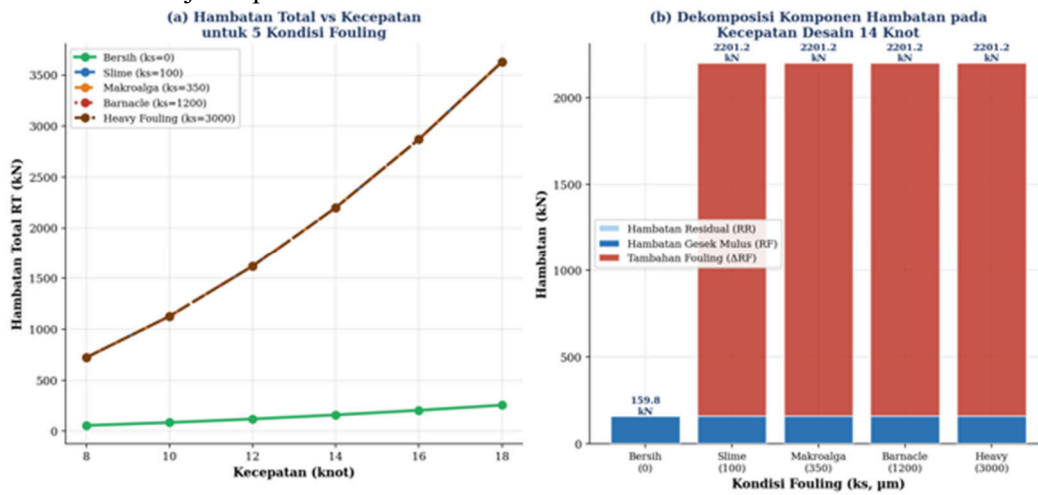 (a) Hambatan Total vs Kecepatan
untuk 5 Kondisi Fouling
Bersih (ks=0)
Slime (ks=100)
Makroalga (ks=350)
Barnacle (ks=1200)
Heavy Fouling (ks=3000)
Hambatan Total RT (kN)
3500
3000
2500
2000
1500
1000
500
0
8 10 12 14 16 18
Kecepatan (knot)
(b) Dekomposisi Komponen Hambatan pada
Kecepatan Desain 14 Knot
2201.2 2201.2 2201.2 2201.2
kN kN kN kN
Hambatan (kN)
2000
1500
1000
500
0
Hambatan Residual (RR)
Hambatan Gesek Mulus (RF)
Tambahan Fouling (ΔRF)
159.8
kN
Bersih Slime Makroalga Barnacle Heavy
(0) (100) (350) (1200) (3000)
Kondisi Fouling (ks, µm)